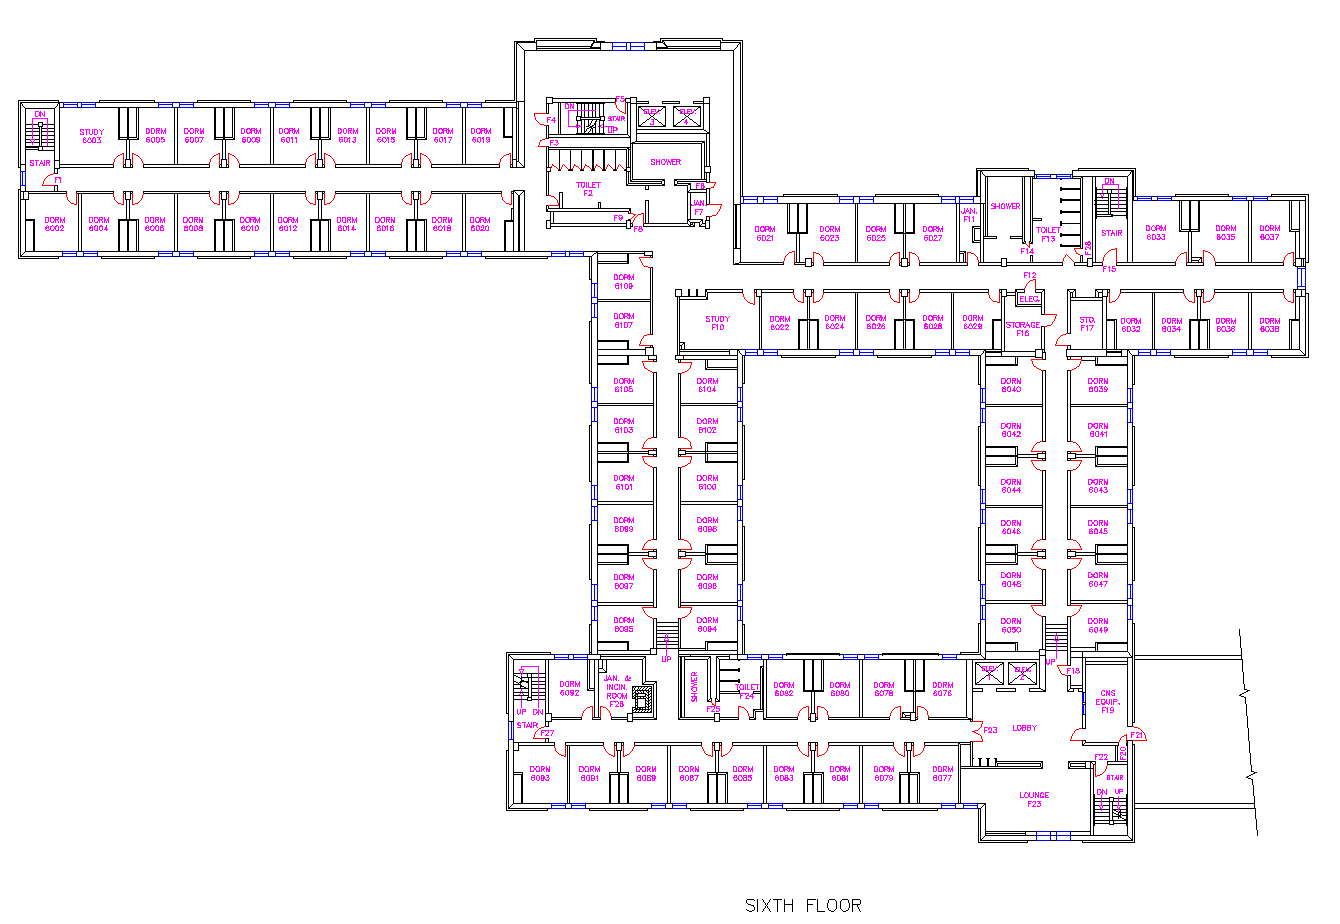 DN
STAIR
F1
STUDY
6003
DORM
6005
DORM
6007
DORM
6009
DORM
6011
DORM
6013
DORM
6015
DORM
6017
DORM
6019
DORM
6002
DORM
6004
DORM
6006
DORM
6008
DORM
6010
DORM
6012
DORM
6014
DORM
6016
DORM
6018
DORM
6020
F4
DN
F5
STAIR
UP
ELEV.
3
ELEV.
4
F3
SHOWER
TOILET
F2
F6
JAN.
F7
F9
F8
DORM
6021
DORM
6023
DORM
6025
DORM
6027
JAN.
F11
SHOWER
F14
TOILET
F13
F28
DN
STAIR
F15
DORM
6033
DORM
6035
DORM
6037
F12
ELEC.
STUDY
F10
DORM
6022
DORM
6024
DORM
6026
DORM
6028
DORM
6029
STORAGE
F16
STO.
F17
DORM
6032
DORM
6034
DORM
6036
DORM
6038
DORM
6109
DORM
6107
DORM
6105
DORM
6103
DORM
6101
DORM
6099
DORM
6097
DORM
6095
DORM
6104
DORM
6102
DORM
6100
DORM
6098
DORM
6096
DORM
6094
UP
DORM
6040
DORM
6042
DORM
6044
DORM
6046
DORM
6048
DORM
6050
DORM
6039
DORM
6041
DORM
6043
DORM
6045
DORM
6047
DORM
6049
UP
UP
DN
STAIR
F27
DORM
6092
JAN. &
INCIN.
ROOM
F26
SHOWER
F25
TOILET
F24
DORM
6082
DORM
6080
DORM
6078
DORM
6076
ELEV.
1
ELEV.
2
F18
CNS
EQUIP.
F19
LOBBY
F23
F21
F20
F22
DORM
6093
DORM
6091
DORM
6089
DORM
6087
DORM
6085
DORM
6083
DORM
6081
DORM
6079
DORM
6077
LOUNGE
F23
STAIR
DN
UP
SIXTH FLOOR